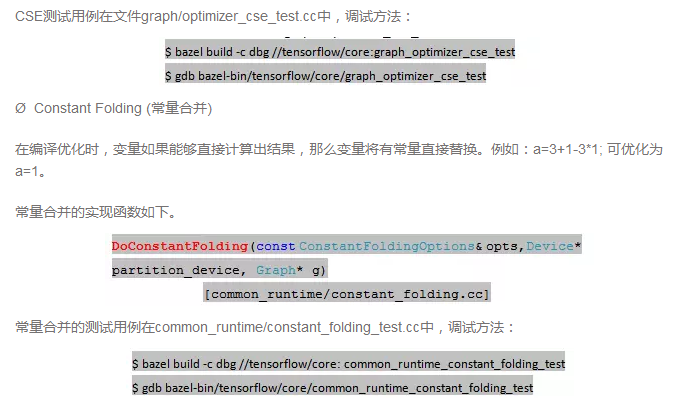 CSE测试用例在文件graph/optimizer_cse_test.cc中，调试方法：
$ bazel build -c dbg //tensorflow/core:graph_optimizer_cse_test
$ gdb bazel-bin/tensorflow/core/graph_optimizer_cse_test
Ø Constant Folding (常量合并)
在编译优化时，变量如果能够直接计算出结果，那么变量将有常量直接替换。例如：a=3+1-3*1; 可优化为
a=1。
常量合并的实现函数如下。
DoConstantFolding(const ConstantFoldingOptions& opts,Device*
partition_device, Graph* g)
[common_runtime/constant_folding.cc]
常量合并的测试用例在common_runtime/constant_folding_test.cc中，调试方法：
$ bazel build -c dbg //tensorflow/core: common_runtime_constant_folding_test
$ gdb bazel-bin/tensorflow/core/common_runtime_constant_folding_test